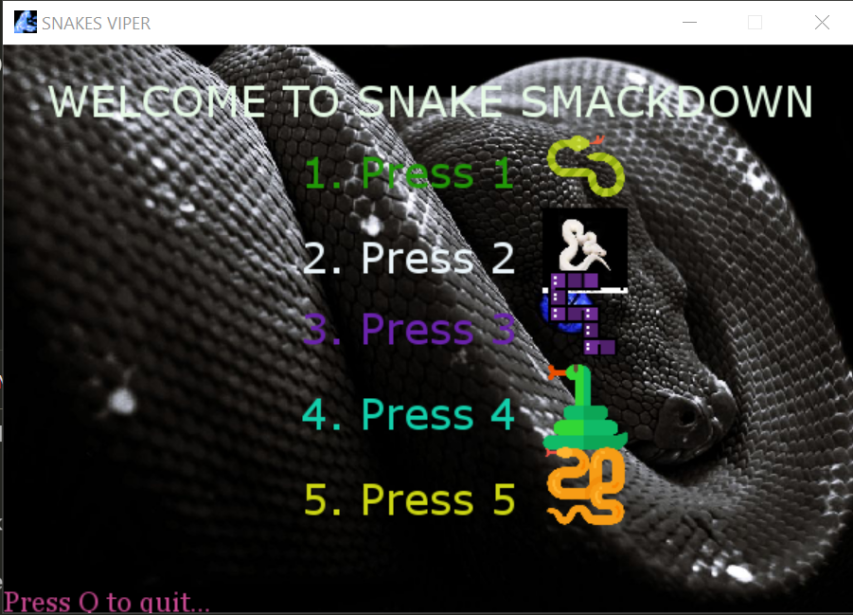 SNAKES VIPER
WELCOME TO SNAKE SMACKDOWN
1. Press 1
2. Press 2
3. Press 3
4. Press 4
5. Press 5
Press Q to quit...